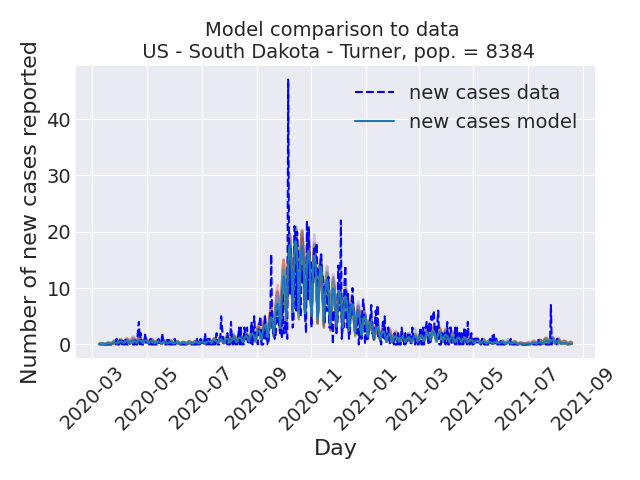 Model comparison to data
US - South Dakota - Turner, pop. = 8384
new cases data
new cases model
Number of new cases reported
40
30
20
10
0
2020-03
2020-05
2020-07
2020-09
2020-11
2021-01
2021-03
2021-05
2021-07
2021-09
Day